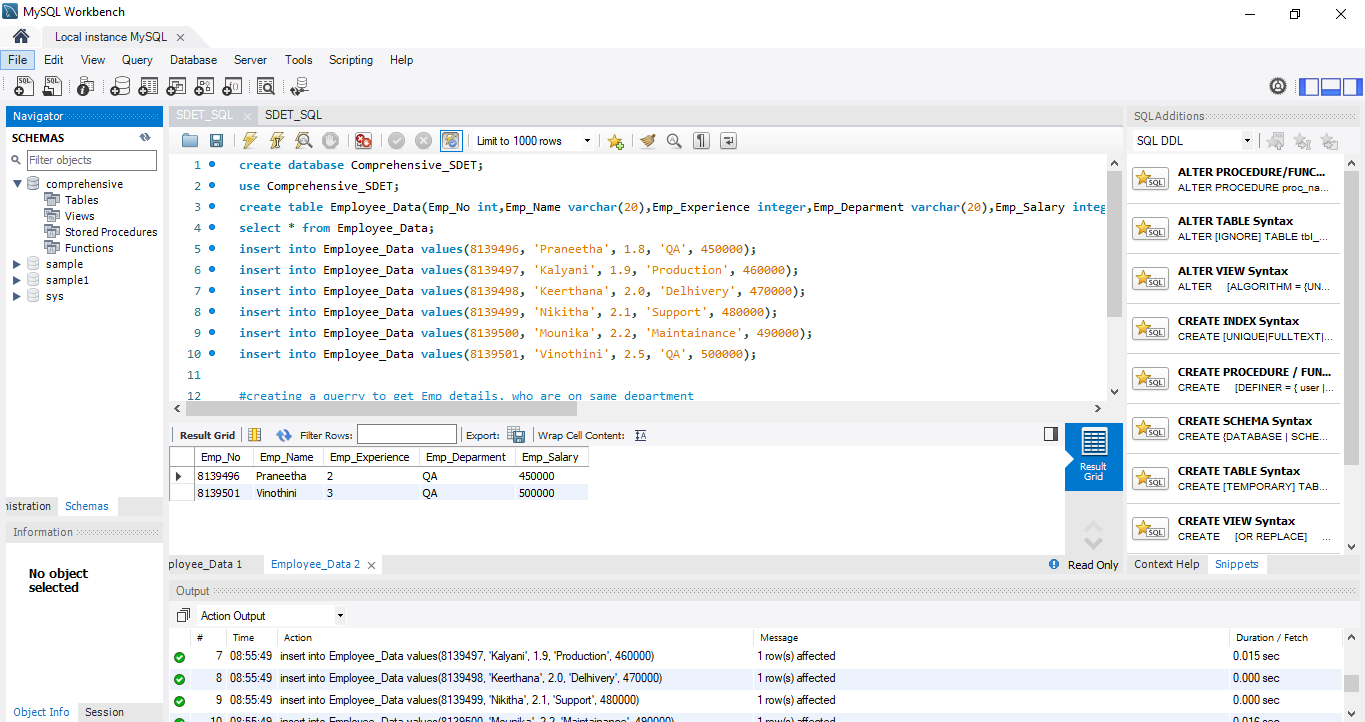 MySQL Workbench
Local instance MySQL
File Edit View Query Database Server Tools Scripting Help
Navigator
SCHEMAS
Filter objects
comprehensive
Tables
Views
Stored Procedures
Functions
sample
sample1
sys
nistration Schemas
Information
No object
selected
Object Info Session
SDET_SQL SDET_SQL
Limit to 1000 rows
1 create database Comprehensive_SDET;
2 use Comprehensive_SDET;
3 create table Employee_Data(Emp_No int,Emp_Name varchar(20),Emp_Experience integer,Emp_Deparment varchar(20),Emp_Salary integ
4 select * from Employee_Data;
5 insert into Employee_Data values(8139496, 'Praneetha', 1.8, 'QA', 450000);
6 insert into Employee_Data values(8139497, 'Kalyani', 1.9, 'Production', 460000);
7 insert into Employee_Data values(8139498, 'Keerthana', 2.0, 'Delhivery', 470000);
8 insert into Employee_Data values(8139499, 'Nikitha', 2.1, 'Support', 480000);
9 insert into Employee_Data values(8139500, 'Mounika', 2.2, 'Maintainance', 490000);
10 insert into Employee_Data values(8139501, 'Vinothini', 2.5, 'QA', 500000);
11
12 #creating a querry to get Emp details, who are on same department
Result Grid Filter Rows: Export: Wrap Cell Content:
Emp_No Emp_Name Emp_Experience Emp_Deparment Emp_Salary
8139496 Praneetha 2 QA 450000
8139501 Vinothini 3 QA 500000
Result
Grid
ployee_Data 1 Employee_Data 2 Read Only
Output
Action Output
# Time Action Message Duration / Fetch
7 08:55:49 insert into Employee_Data values(8139497, 'Kalyani', 1.9, 'Production', 460000) 1 row(s) affected 0.015 sec
8 08:55:49 insert into Employee_Data values(8139498, 'Keerthana', 2.0, 'Delhivery', 470000) 1 row(s) affected 0.000 sec
9 08:55:49 insert into Employee_Data values(8139499, 'Nikitha', 2.1, 'Support', 480000) 1 row(s) affected 0.000 sec
10 08:55:49 insert into Employee_Data values(8139500, 'Mounika', 2.2, 'Maintainance', 490000) 1 row(s) affected 0.016 sec
SQLAdditions
SQL DDL
ALTER PROCEDURE/FUNC...
ALTER PROCEDURE proc_na...
ALTER TABLE Syntax
ALTER [IGNORE] TABLE tbl_...
ALTER VIEW Syntax
ALTER [ALGORITHM = {UN...
CREATE INDEX Syntax
CREATE [UNIQUE|FULLTEXT|...
CREATE PROCEDURE / FUN...
CREATE [DEFINER = { user |...
CREATE SCHEMA Syntax
CREATE {DATABASE | SCHE...
CREATE TABLE Syntax
CREATE [TEMPORARY] TAB...
CREATE VIEW Syntax
CREATE [OR REPLACE] ...
SQL
SQL
SQL
SQL
SQL
SQL
SQL
SQL
Context Help Snippets